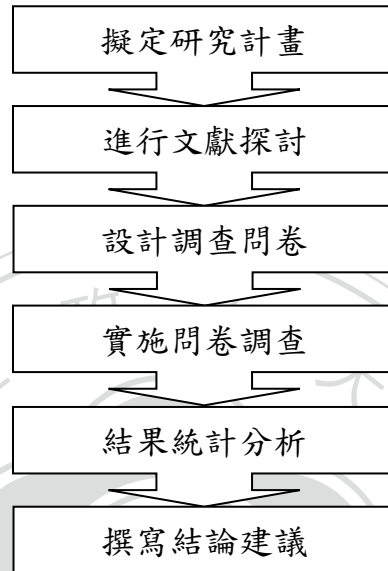 擬定研究計畫
進行文獻探討
設計調查問卷
實施問卷調查
結果統計分析
撰寫結論建議